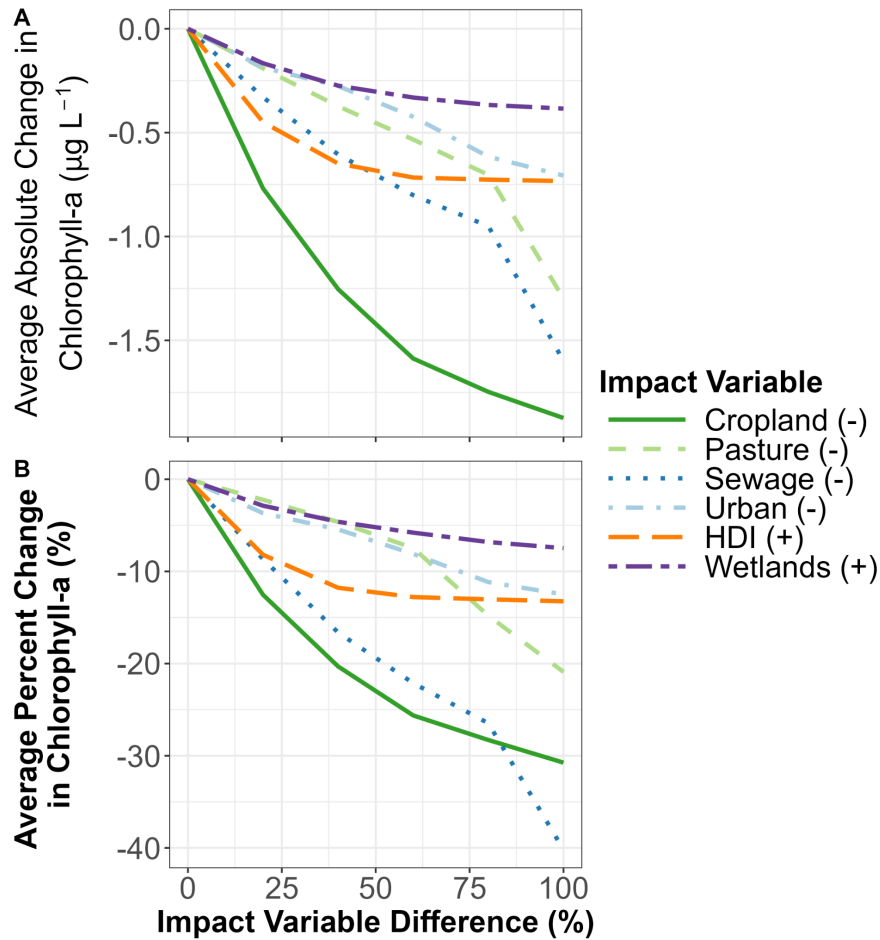 A
Average Absolute Change in
Chlorophyll-a (µg L⁻¹)
0.0
-0.5
-1.0
-1.5
B
Average Percent Change
in Chlorophyll-a (%)
0
-10
-20
-30
-40
0 25 50 75 100
Impact Variable Difference (%)
Impact Variable
Cropland (-)
Pasture (-)
Sewage (-)
Urban (-)
HDI (+)
Wetlands (+)